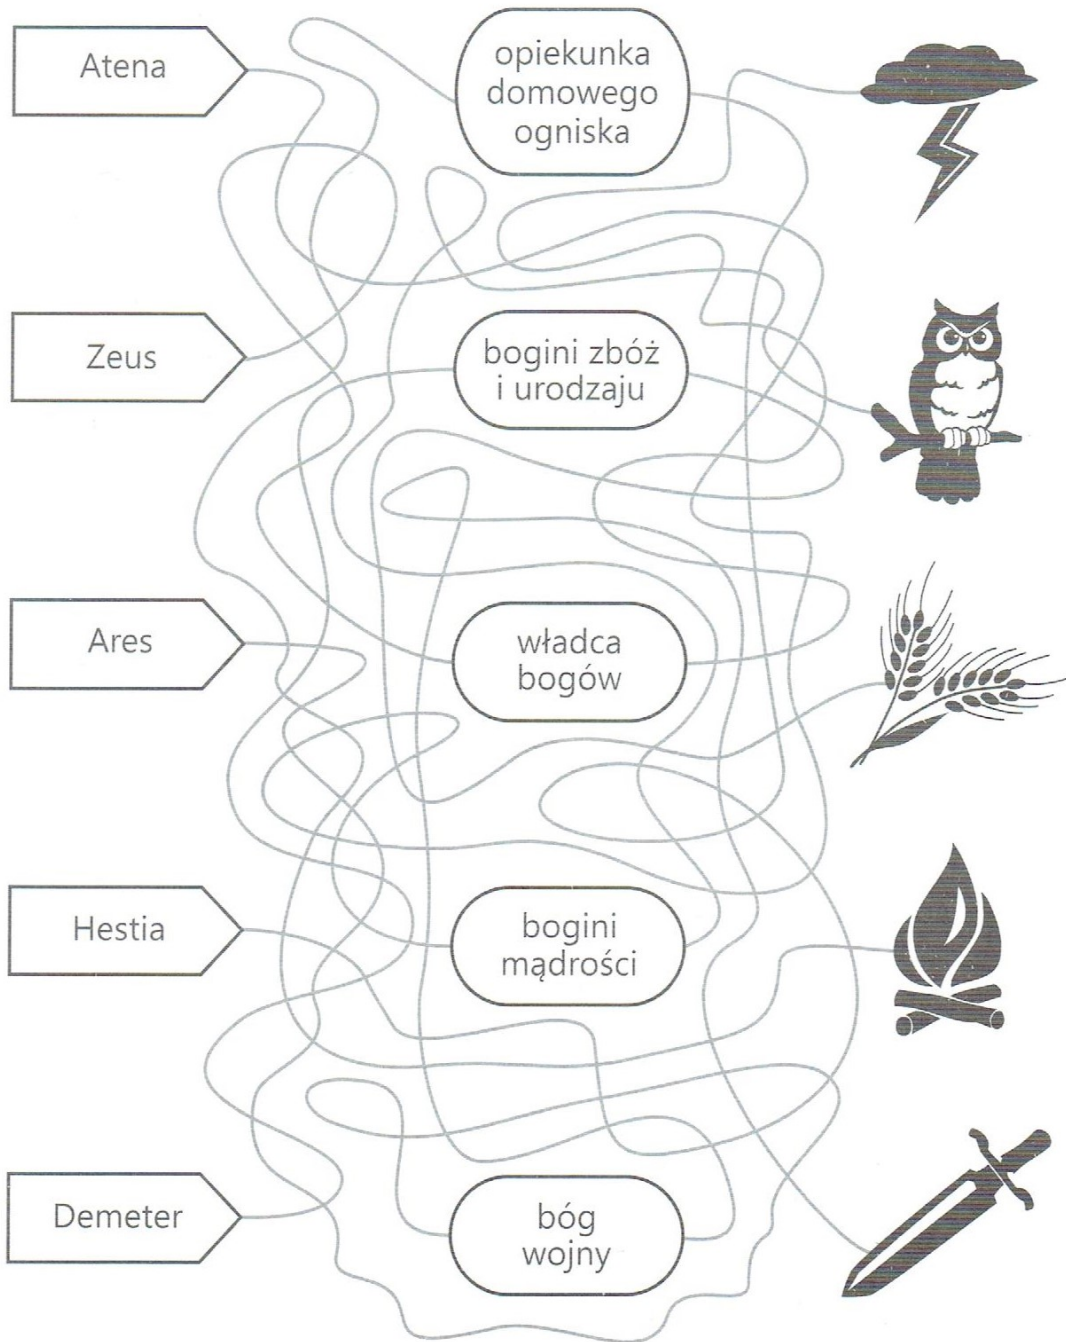 Atena
opiekunka
domowego
ogniska
Zeus
bogini zbóż
i urodzaju
Ares
władca
bogów
Hestia
bogini
mądrości
Demeter
bóg
wojny